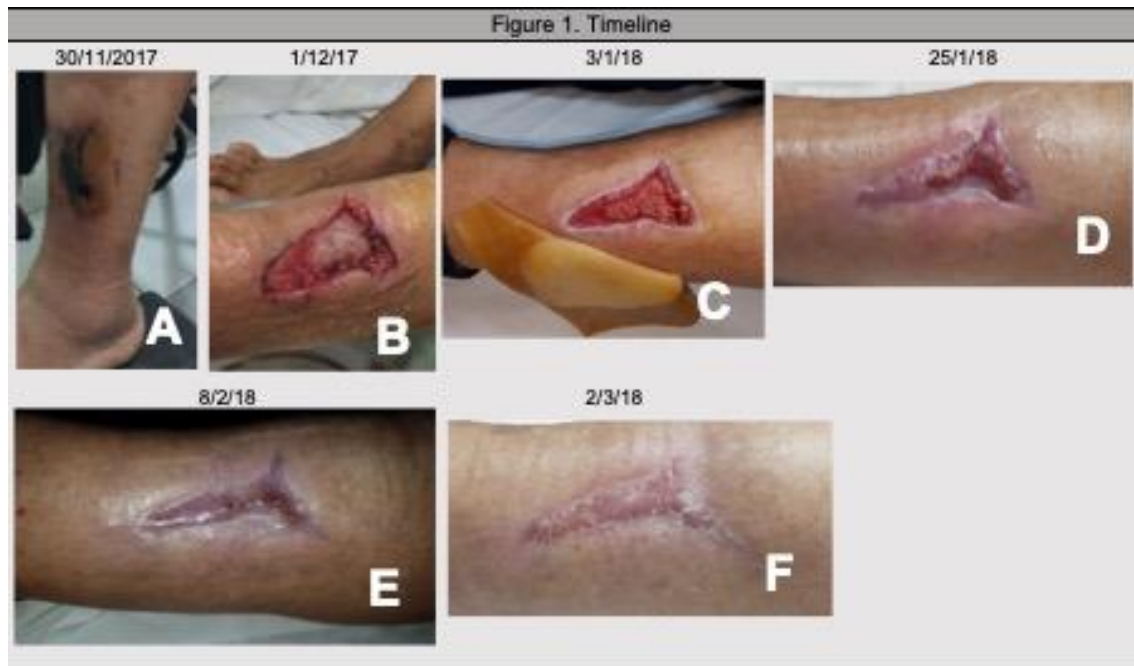 Figure 1. Timeline
30/11/2017
1/12/17
3/1/18
25/1/18
A
B
C
D
8/2/18
2/3/18
E
F